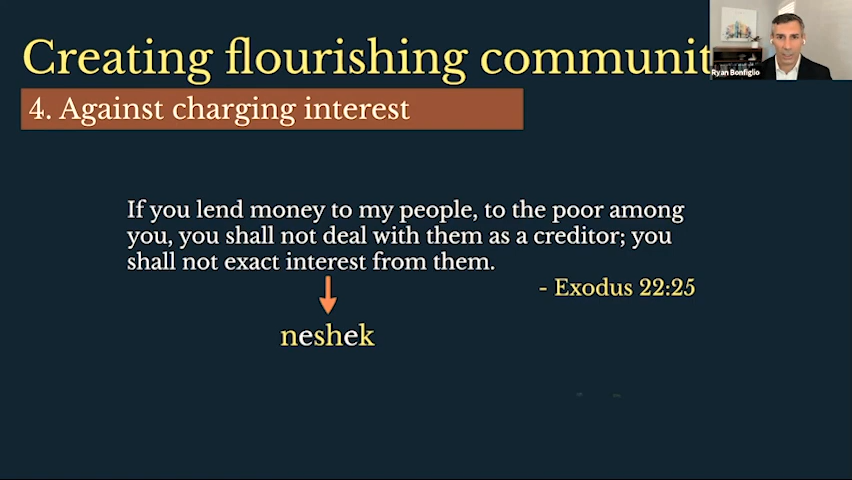 Creating flourishing communit
Ryan Bonfiglio
4. Against charging interest
If you lend money to my people, to the poor among
you, you shall not deal with them as a creditor; you
shall not exact interest from them.
- Exodus 22:25
neshek